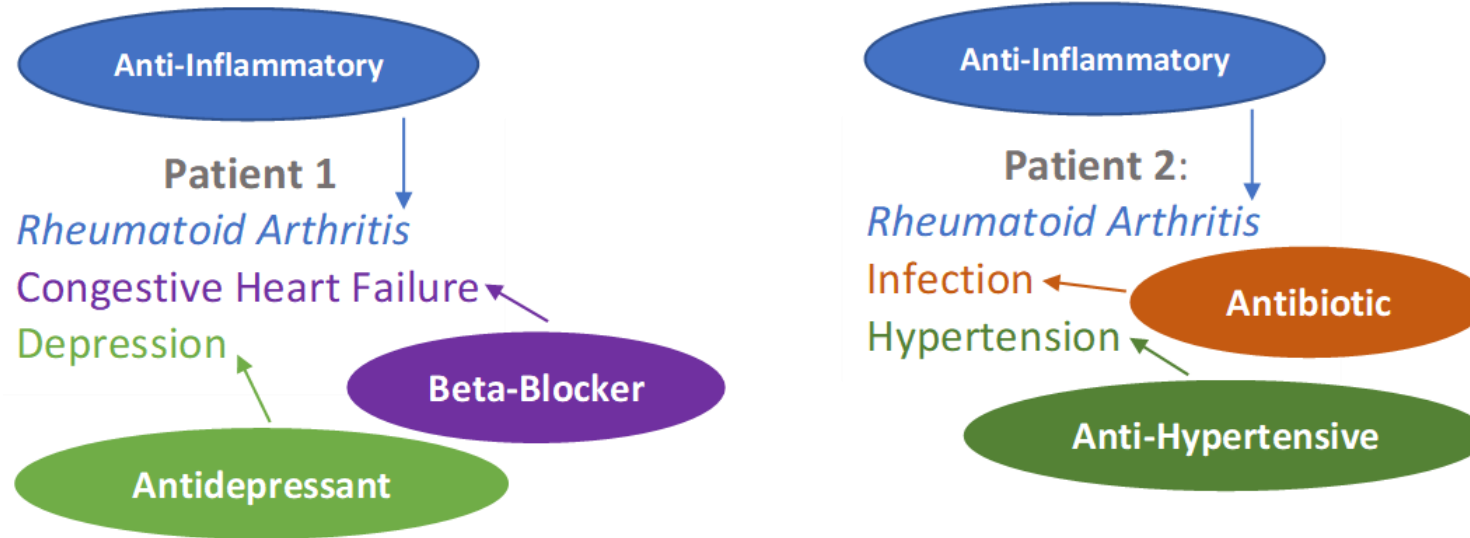 Anti-Inflammatory
Patient 1
Rheumatoid Arthritis
Congestive Heart Failure
Depression
Beta-Blocker
Antidepressant
Anti-Inflammatory
Patient 2:
Rheumatoid Arthritis
Infection
Antibiotic
Hypertension
Anti-Hypertensive